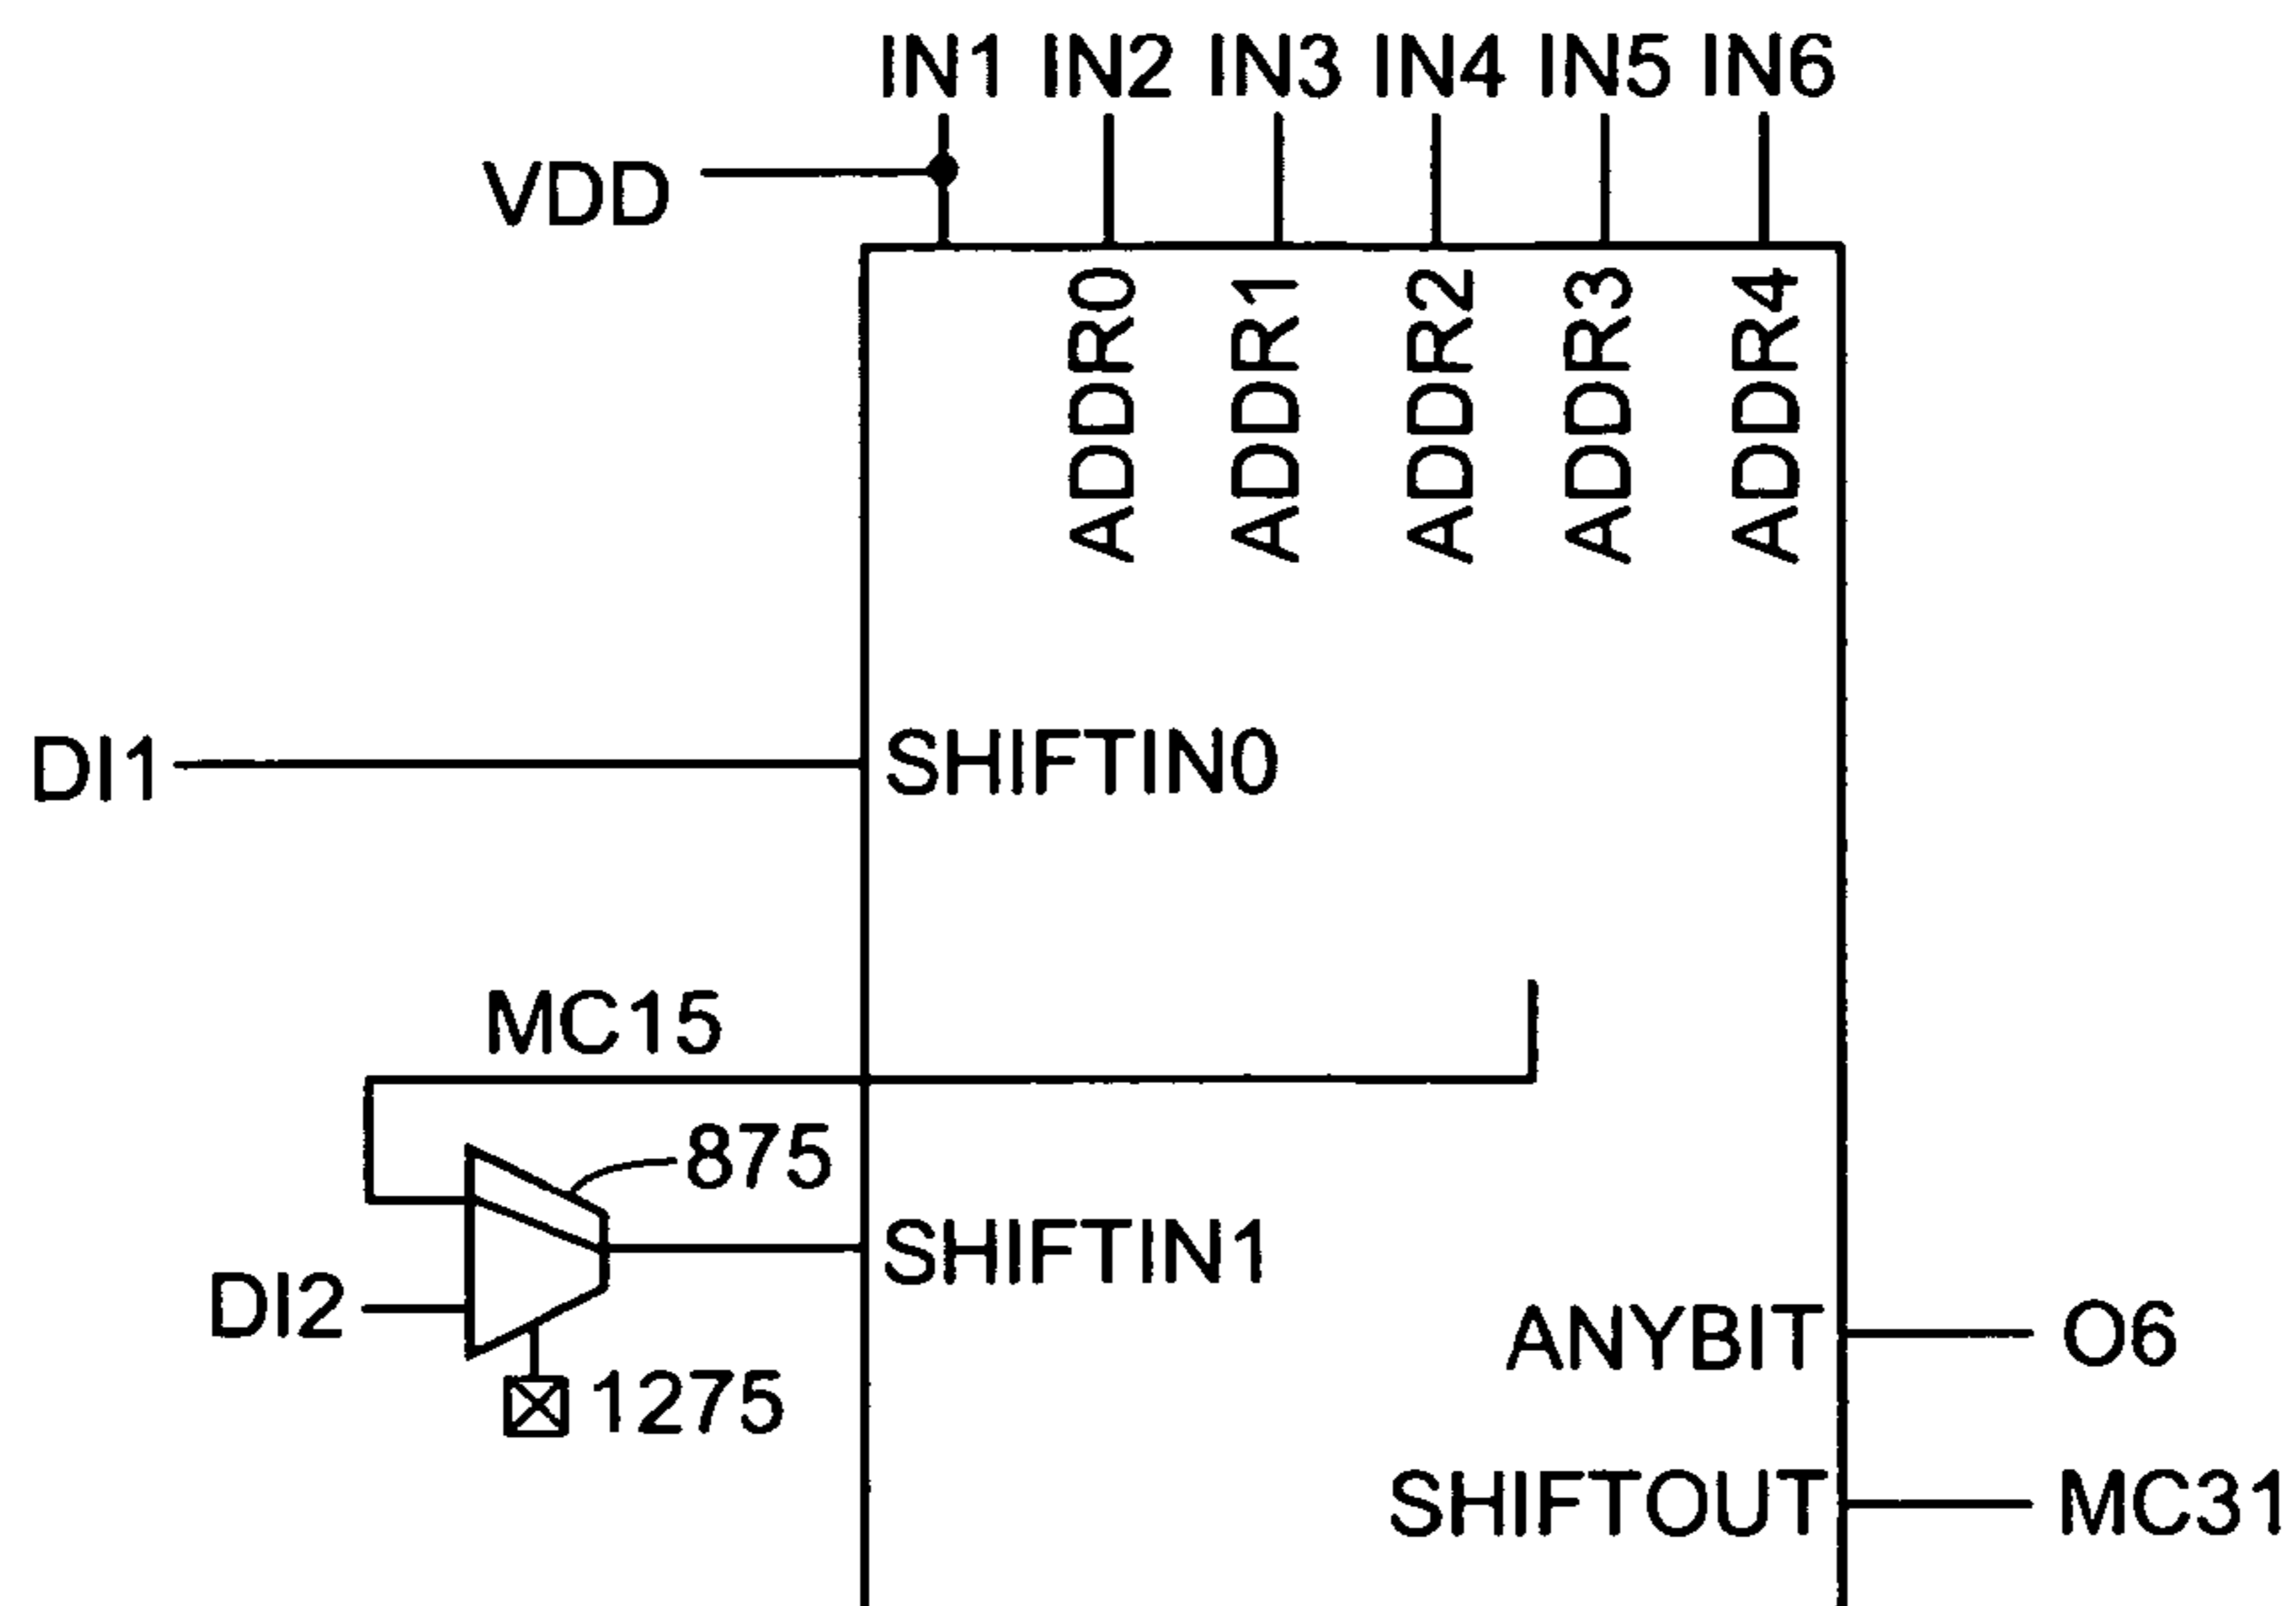 IN1 IN2 IN3 IN4 IN5 IN6
VDD
ADDR0
ADDR1
ADDR2
ADDR3
ADDR4
DI1
SHIFTIN0
MC15
875
SHIFTIN1
DI2
1275
ANYBIT
O6
SHIFTOUT
MC31